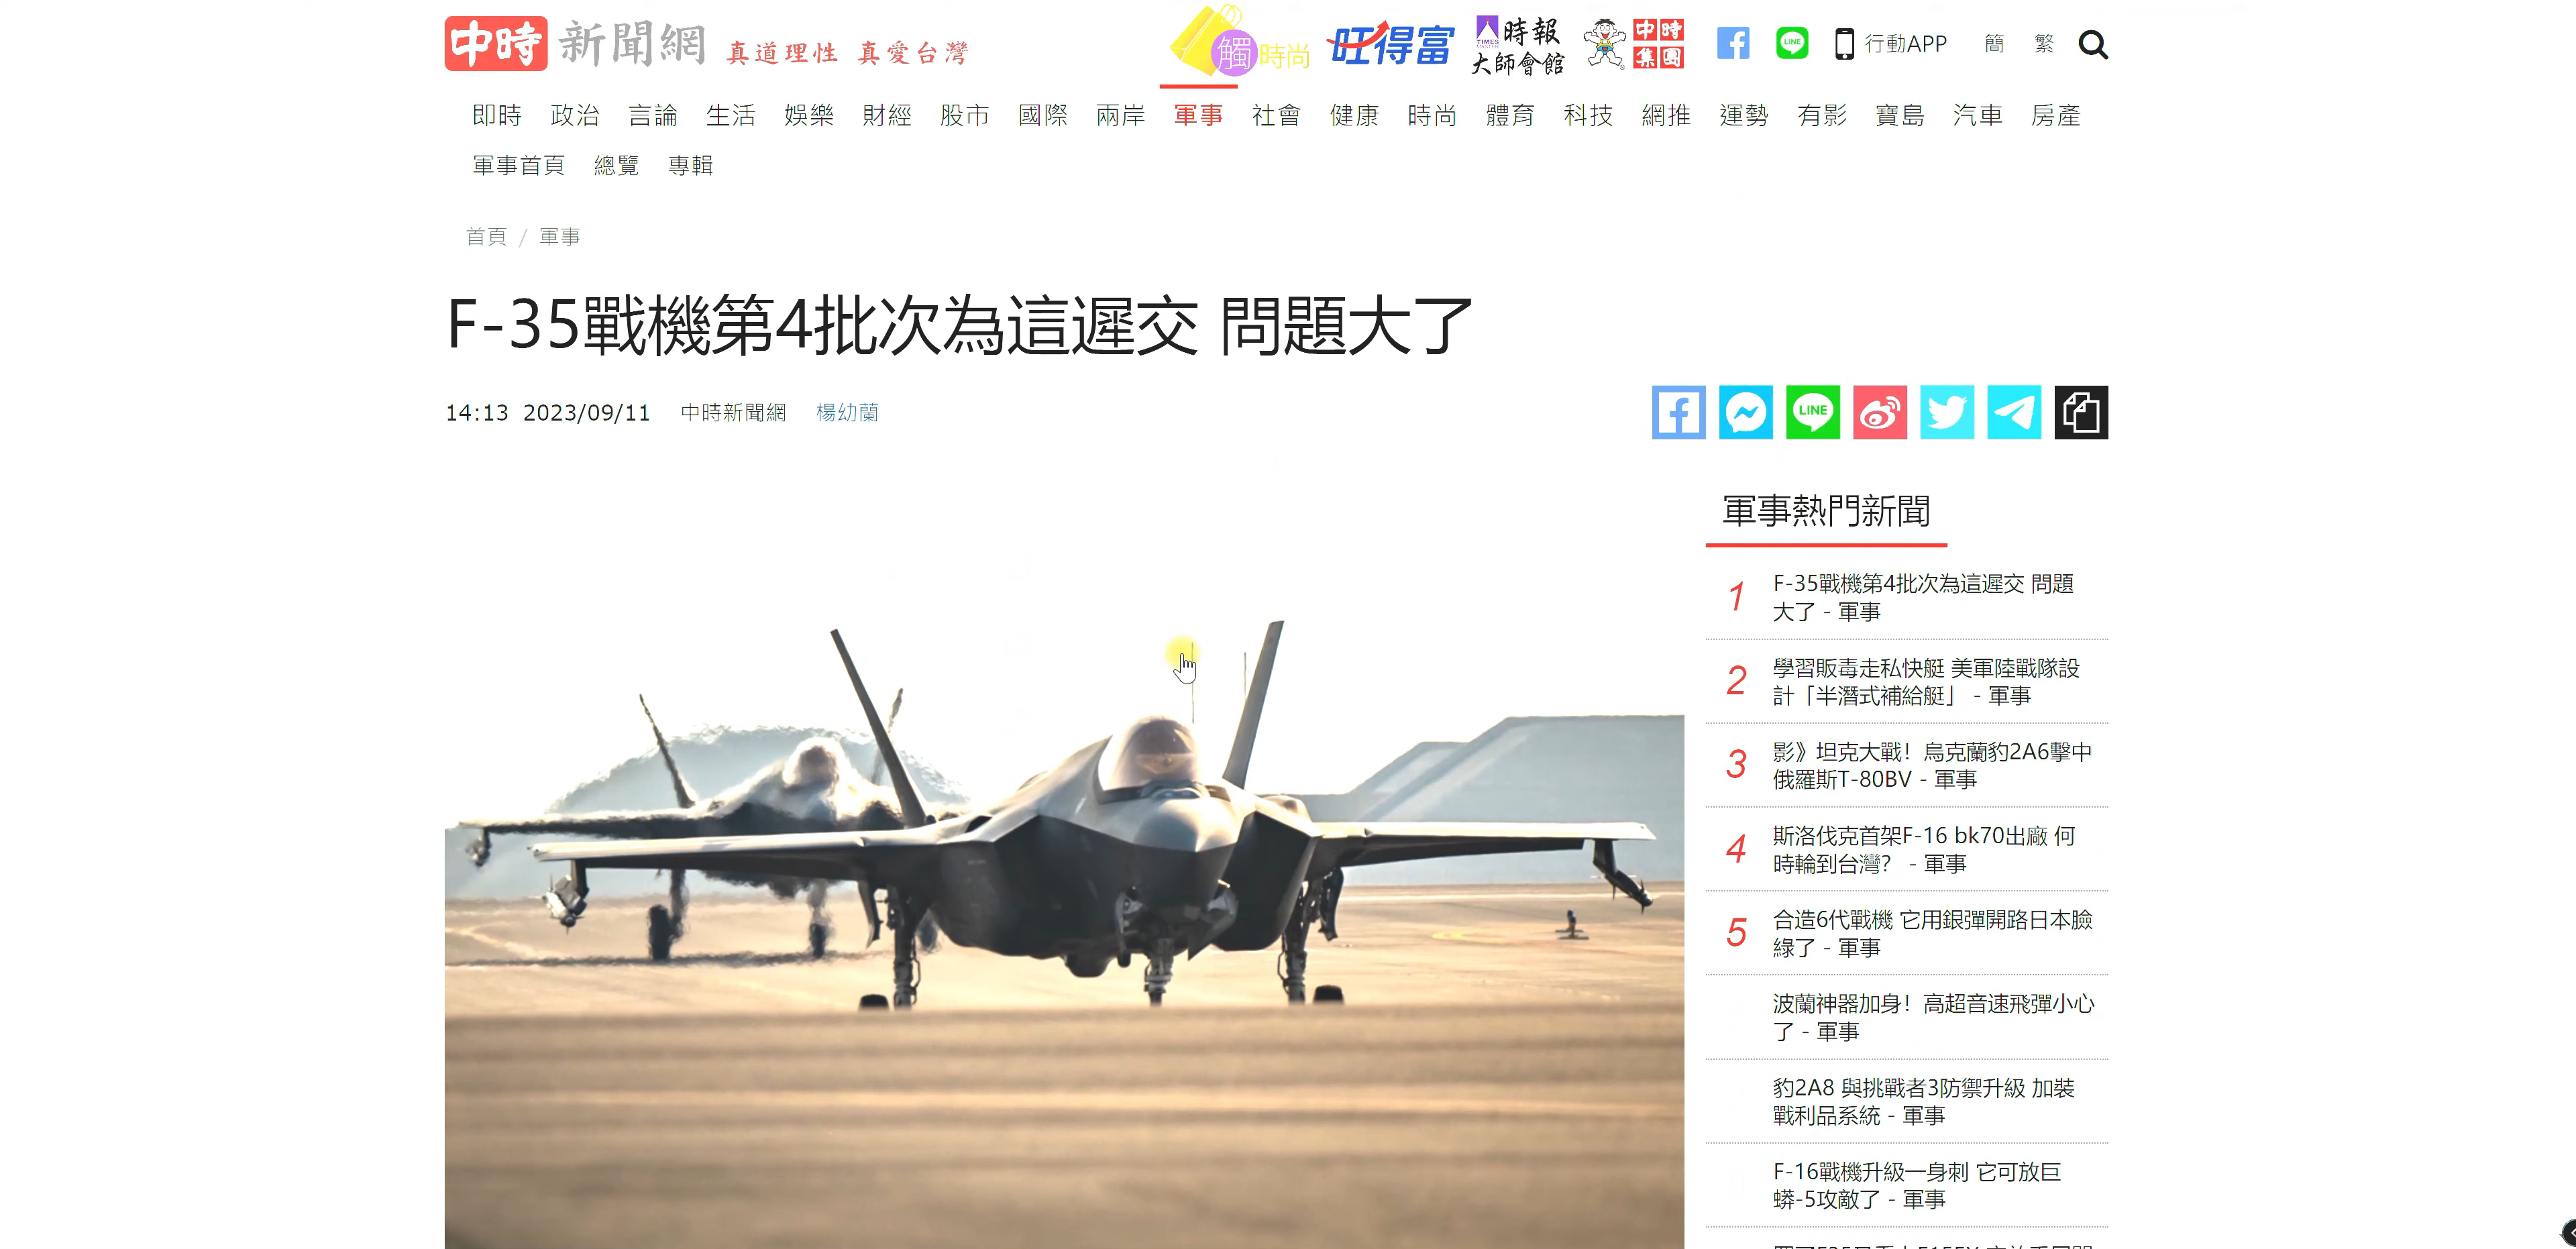 中時 新聞網 真道理性 真愛台灣
觸 時尚 旺得富 時報 大師會館 中時集團 行動APP 簡 繁
即時 政治 言論 生活 娛樂 財經 股市 國際 兩岸 軍事 社會 健康 時尚 體育 科技 網推 運勢 有影 寶島 汽車 房產
軍事首頁 總覽 專輯
首頁 / 軍事
F-35戰機第4批次為這遲交 問題大了
14:13 2023/09/11 中時新聞網 楊幼蘭
LINE
軍事熱門新聞
1 F-35戰機第4批次為這遲交 問題
大了 - 軍事
2 學習販毒走私快艇 美軍陸戰隊設
計「半潛式補給艇」 - 軍事
3 影》坦克大戰！烏克蘭豹2A6擊中
俄羅斯T-80BV - 軍事
4 斯洛伐克首架F-16 bk70出廠 何
時輪到台灣？ - 軍事
5 合造6代戰機 它用銀彈開路日本臉
綠了 - 軍事
波蘭神器加身！高超音速飛彈小心
了 - 軍事
豹2A8 與挑戰者3防禦升級 加裝
戰利品系統 - 軍事
F-16戰機升級一身刺 它可放巨
蟒-5攻敵了 - 軍事